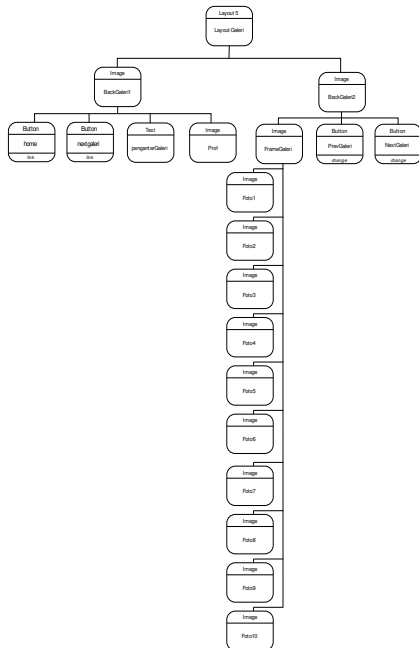 Layout 5
Layout Galeri
Image
BackGaleri1
Image
BackGaleri2
Button
home
link
Button
nextgaleri
link
Text
pengantarGaleri
Image
Prof
Image
FrameGaleri
Button
PrevGaleri
change
Button
NextGaleri
change
Image
Foto1
Image
Foto2
Image
Foto3
Image
Foto4
Image
Foto5
Image
Foto6
Image
Foto7
Image
Foto8
Image
Foto9
Image
Foto10